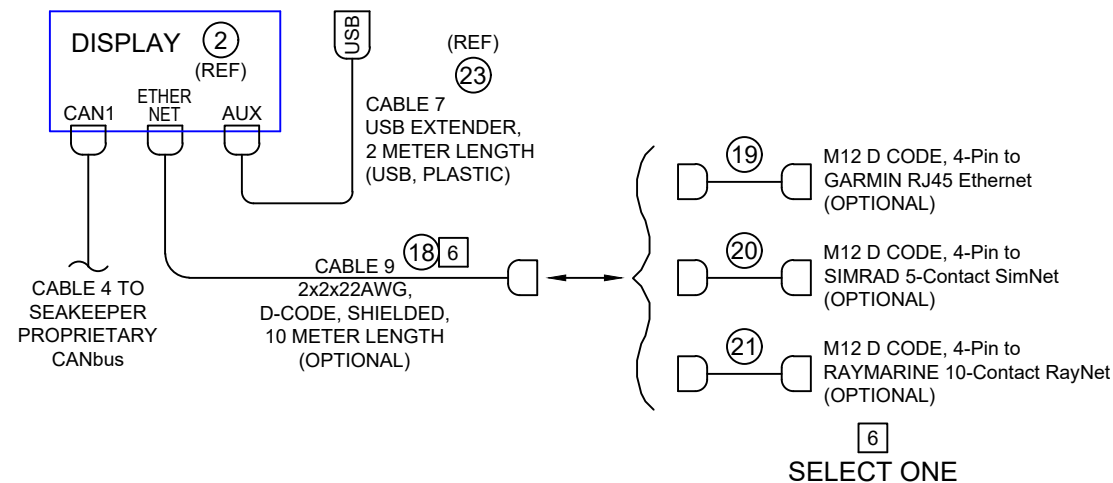 DISPLAY 2
(REF)
CAN1
ETHER
NET
AUX
USB
(REF)
23
CABLE 7
USB EXTENDER,
2 METER LENGTH
(USB, PLASTIC)
CABLE 4 TO
SEAKEEPER
PROPRIETARY
CANbus
18 6
CABLE 9
2x2x22AWG,
D-CODE, SHIELDED,
10 METER LENGTH
(OPTIONAL)
19
M12 D CODE, 4-Pin to
GARMIN RJ45 Ethernet
(OPTIONAL)
20
M12 D CODE, 4-Pin to
SIMRAD 5-Contact SimNet
(OPTIONAL)
21
M12 D CODE, 4-Pin to
RAYMARINE 10-Contact RayNet
(OPTIONAL)
6
SELECT ONE